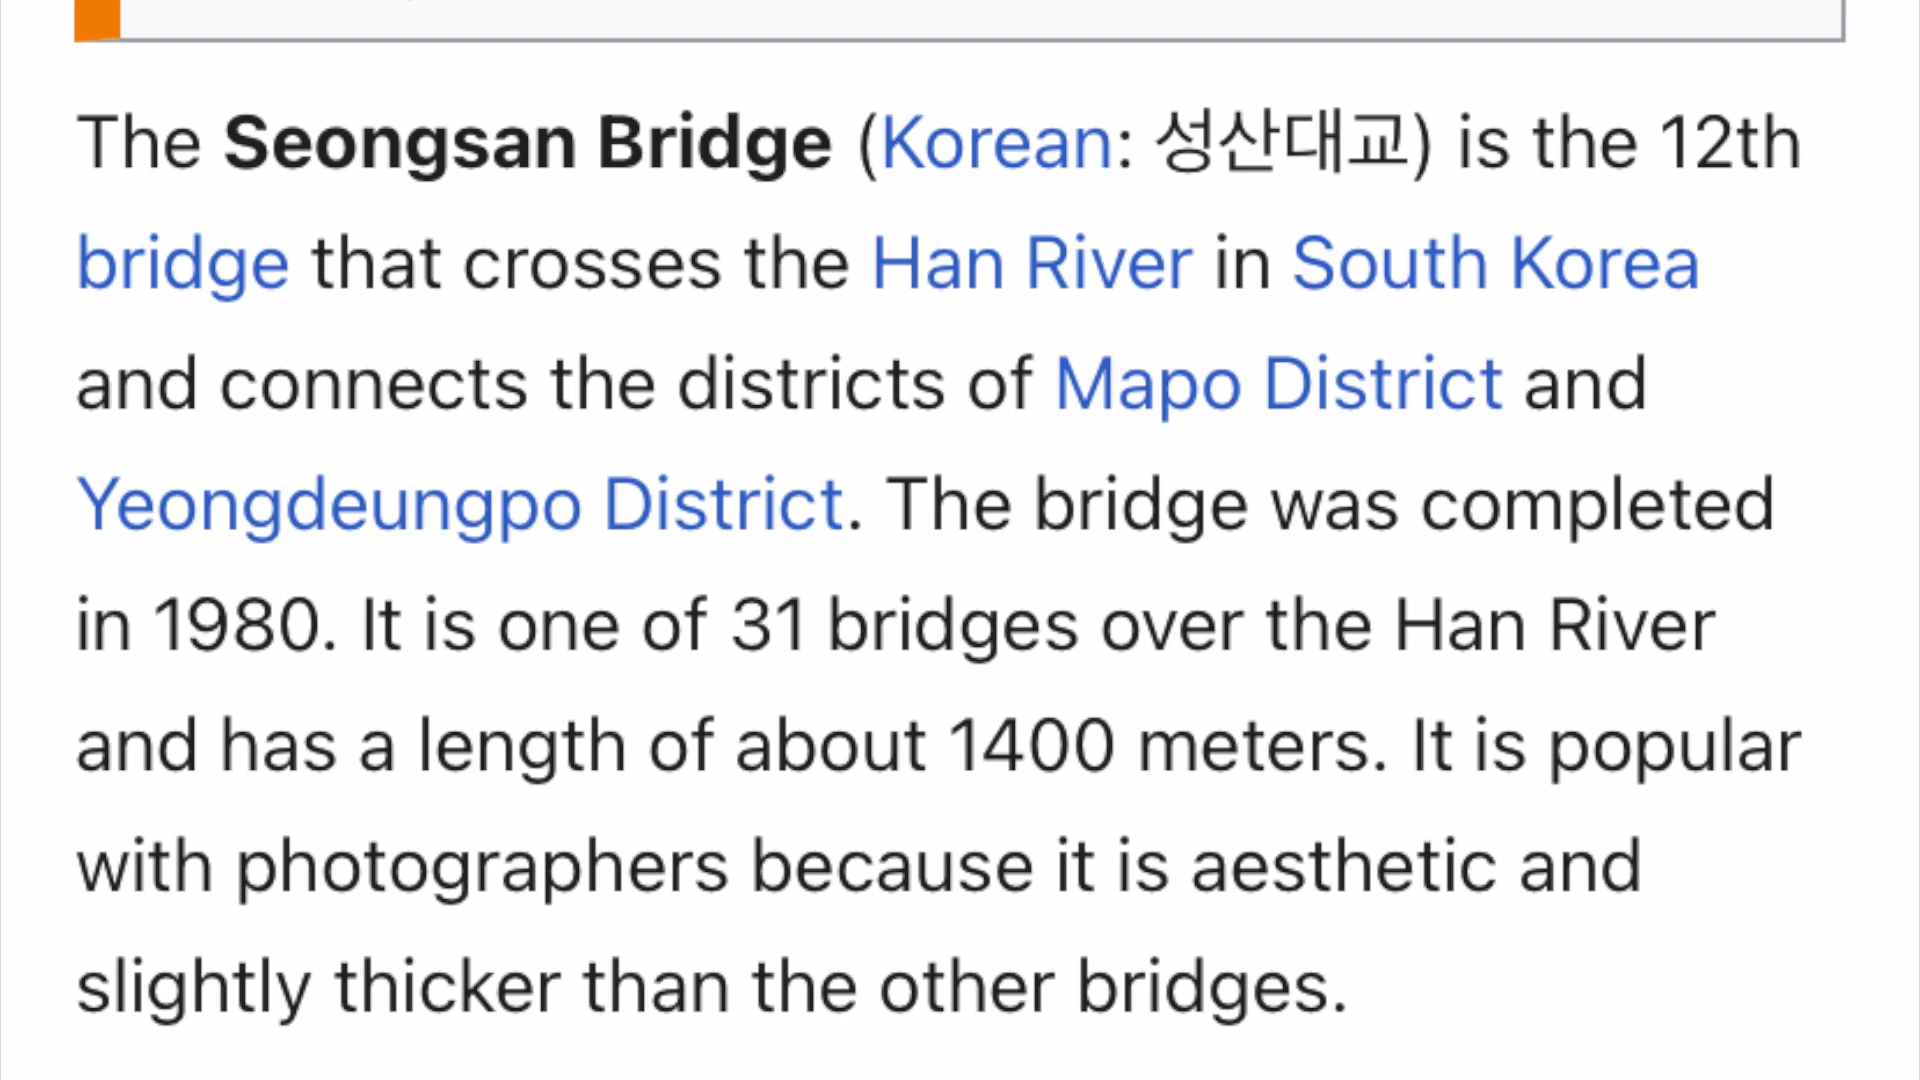 The Seongsan Bridge (Korean: 성산대교) is the 12th
bridge that crosses the Han River in South Korea
and connects the districts of Mapo District and
Yeongdeungpo District. The bridge was completed
in 1980. It is one of 31 bridges over the Han River
and has a length of about 1400 meters. It is popular
with photographers because it is aesthetic and
slightly thicker than the other bridges.